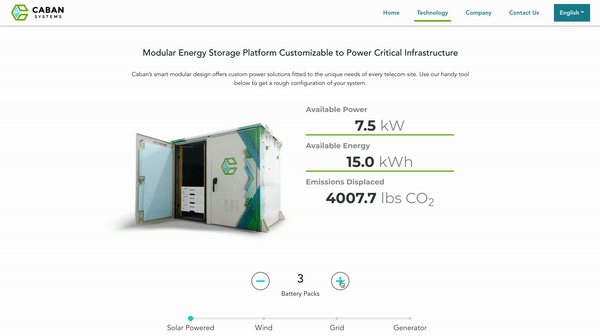 CABAN
SYSTEMS
Home
Technology
Company
Contact Us
English
Modular Energy Storage Platform Customizable to Power Critical Infrastructure
Caban's smart modular design offers custom power solutions fitted to the unique needs of every telecom site. Use our handy tool
below to get a rough configuration of your system.
Available Power
7.5 kW
Available Energy
15.0 kWh
Emissions Displaced
4007.7 lbs CO₂
3
Battery Packs
Solar Powered
Wind
Grid
Generator